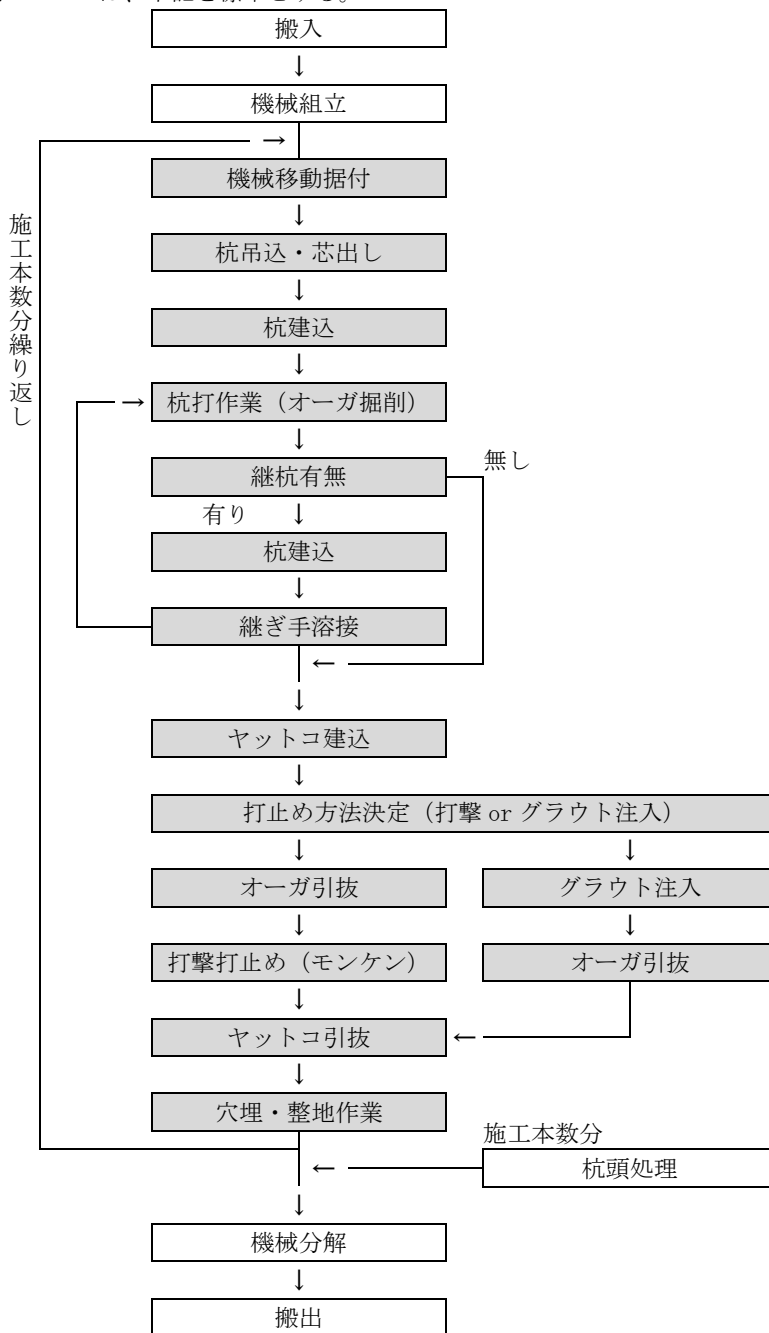 搬入
↓
機械組立
→
機械移動据付
↓
施工本数分繰り返し
杭吊込・芯出し
↓
杭建込
↓
→ 杭打作業（オーガ掘削）
↓
継杭有無
無し
有り ↓
杭建込
↓
継ぎ手溶接
←
↓
ヤットコ建込
↓
打止め方法決定（打撃 or グラウト注入）
↓ ↓
オーガ引抜 グラウト注入
↓ ↓
打撃打止め（モンケン） オーガ引抜
↓
ヤットコ引抜 ←
↓
穴埋・整地作業
施工本数分
← 杭頭処理
↓
機械分解
↓
搬出